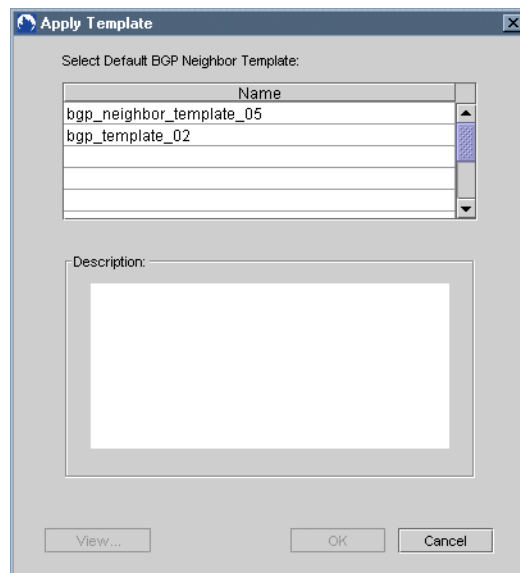 Apply Template
Select Default BGP Neighbor Template:
Name
bgp_neighbor_template_05
bgp_template_02
Description:
View...
OK
Cancel